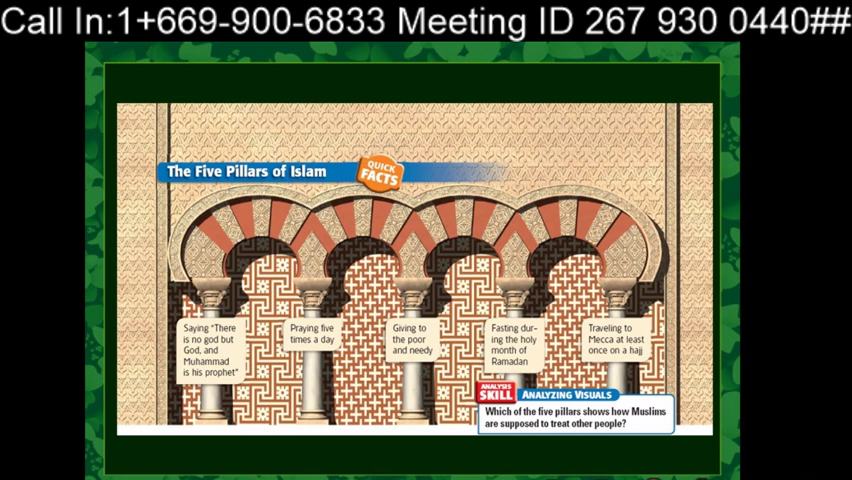 Call In:1+669-900-6833 Meeting ID 267 930 0440##
The Five Pillars of Islam
QUICK
FACTS
Saying "There
is no god but
God, and
Muhammad
is his prophet"
Praying five
times a day
Giving to
the poor
and needy
Fasting dur-
ing the holy
month of
Ramadan
Traveling to
Mecca at least
once on a hajj
ANALYSIS
SKILL
ANALYZING VISUALS
Which of the five pillars shows how Muslims
are supposed to treat other people?